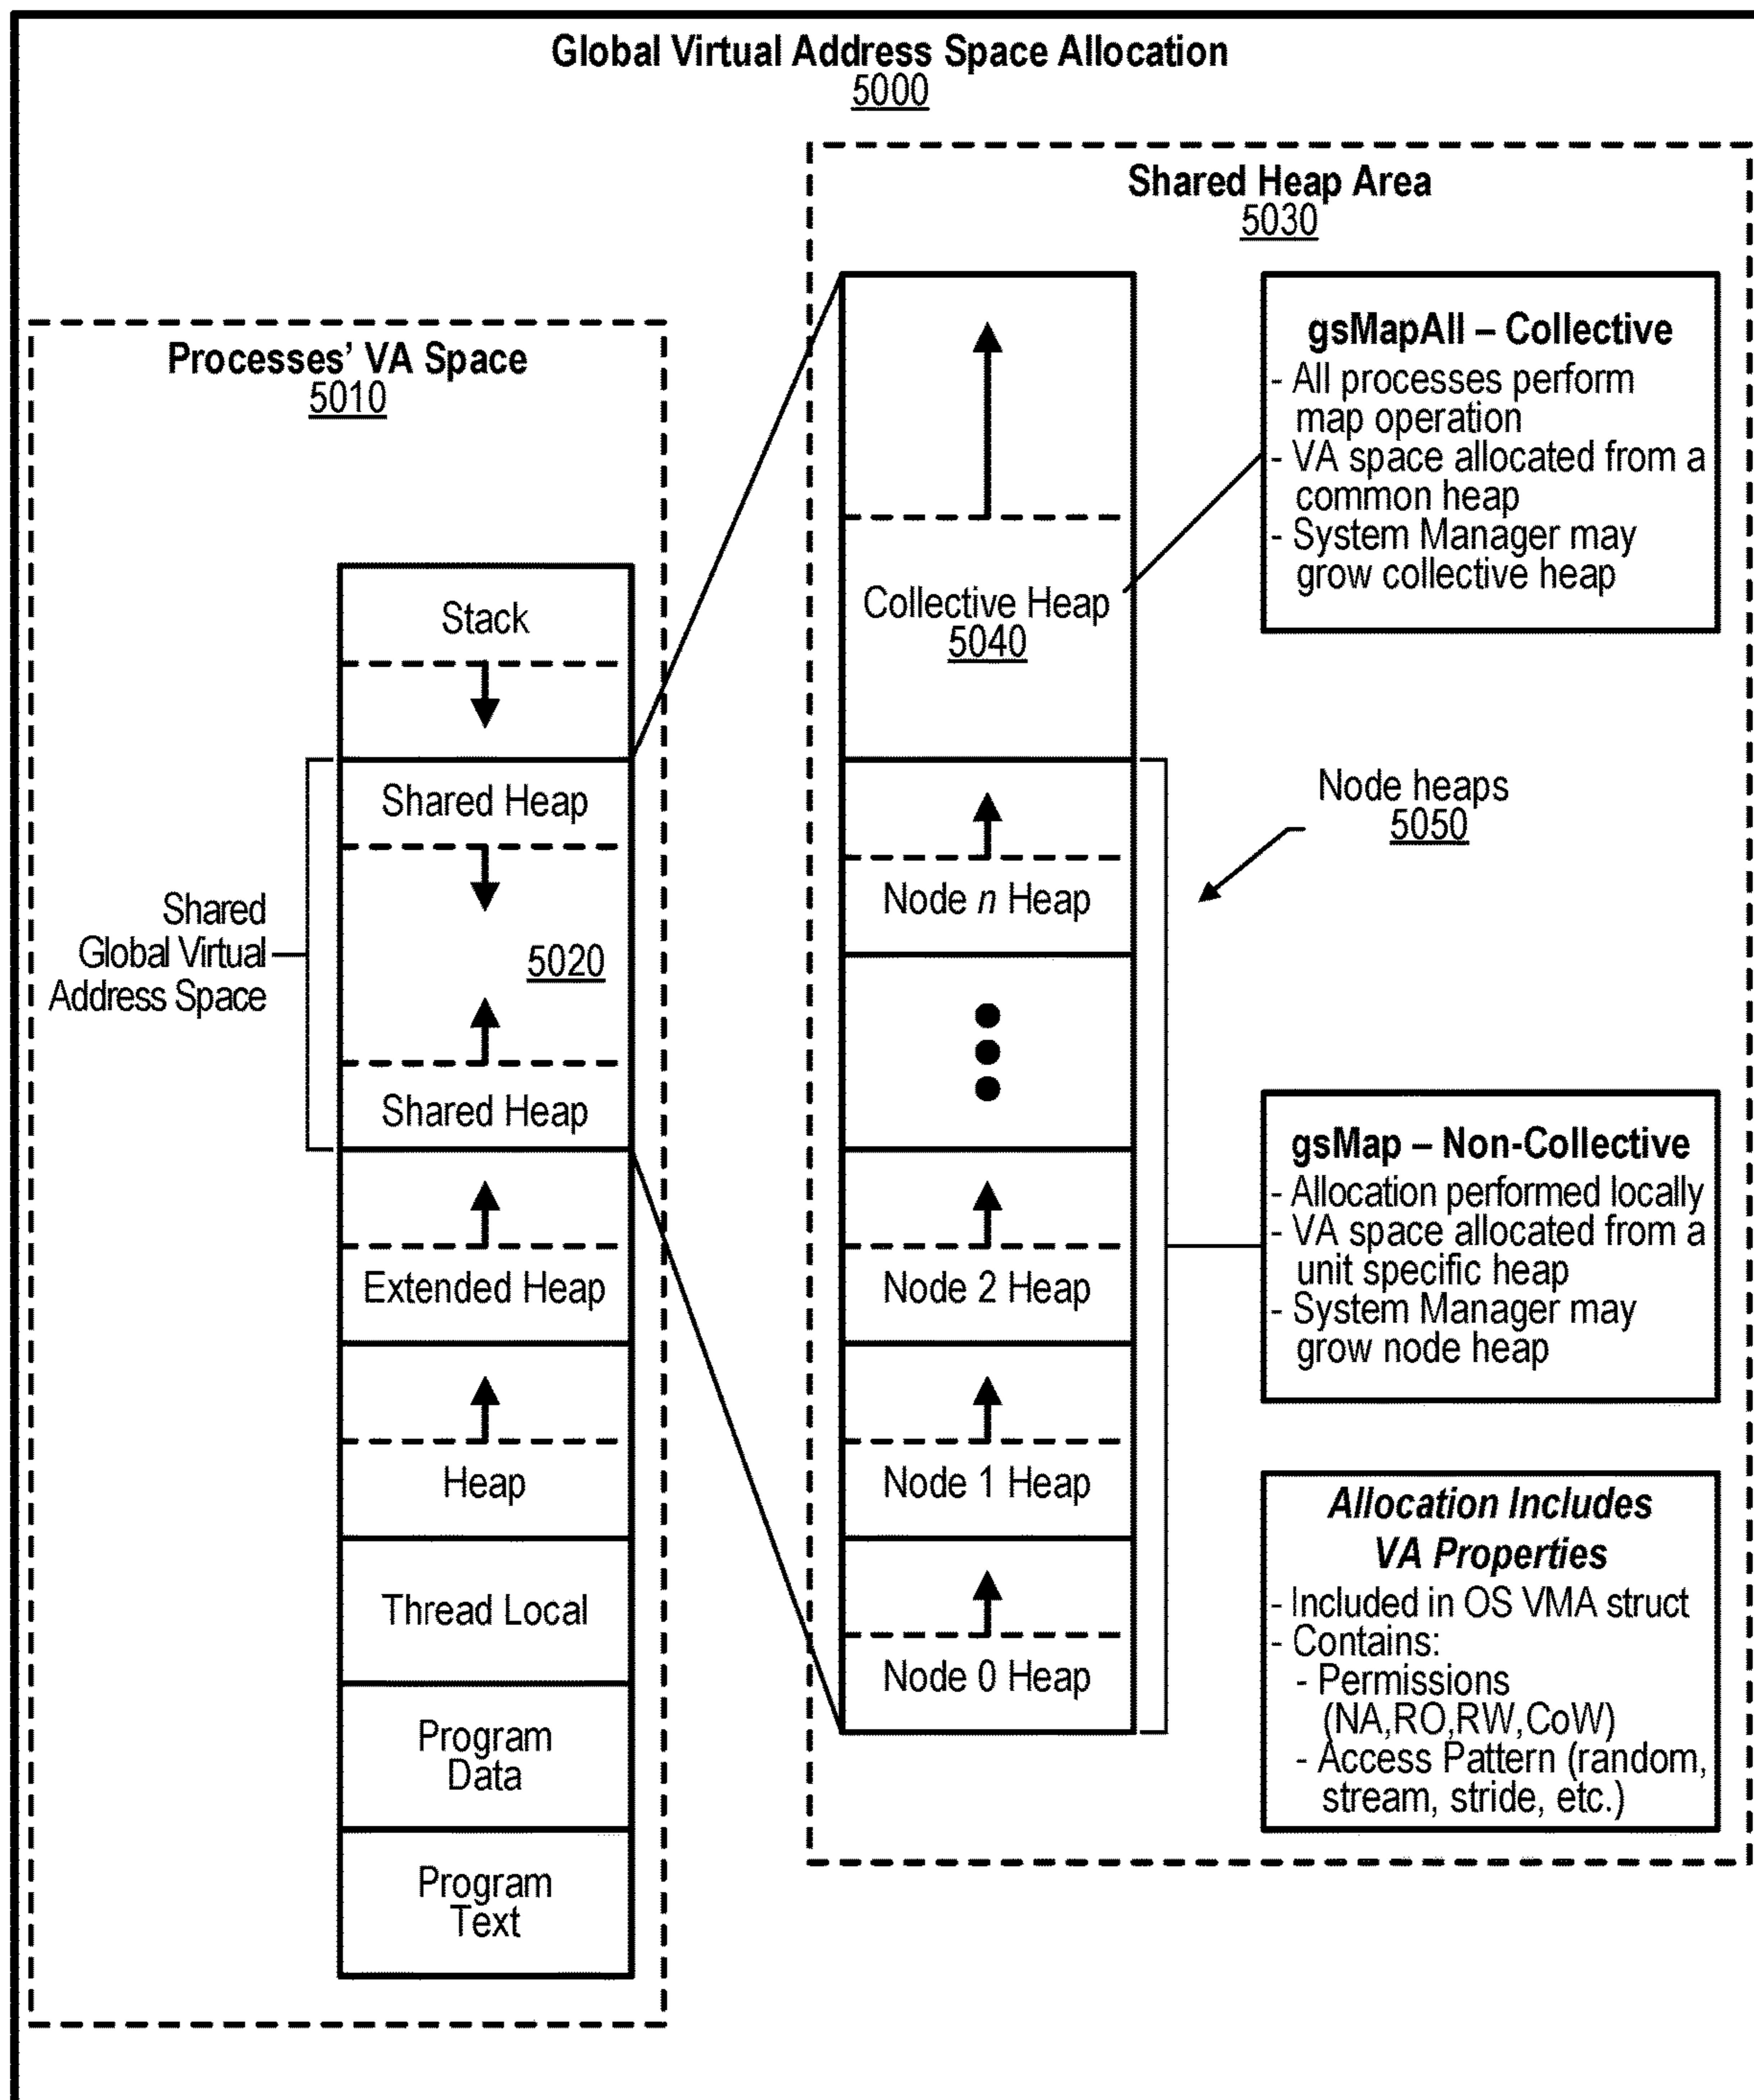 Global Virtual Address Space Allocation
5000
Processes’ VA Space
5010
Stack
Shared Heap
5020
Shared
Global Virtual
Address Space
Shared Heap
Extended Heap
Heap
Thread Local
Program
Data
Program
Text
Shared Heap Area
5030
Collective Heap
5040
Node heaps
5050
Node n Heap
Node 2 Heap
Node 1 Heap
Node 0 Heap
gsMapAll – Collective
- All processes perform
map operation
- VA space allocated from a
common heap
- System Manager may
grow collective heap
gsMap – Non-Collective
- Allocation performed locally
- VA space allocated from a
unit specific heap
- System Manager may
grow node heap
Allocation Includes
VA Properties
- Included in OS VMA struct
- Contains:
- Permissions
(NA,RO,RW,CoW)
- Access Pattern (random,
stream, stride, etc.)